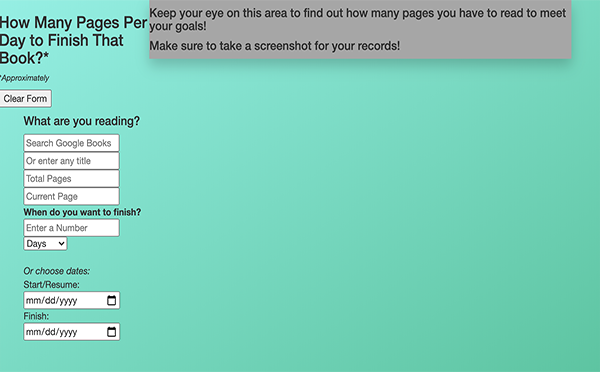 How Many Pages Per
Day to Finish That
Book?*
*Approximately
Clear Form
Keep your eye on this area to find out how many pages you have to read to meet
your goals!
Make sure to take a screenshot for your records!
What are you reading?
Search Google Books
Or enter any title
Total Pages
Current Page
When do you want to finish?
Enter a Number
Days
Or choose dates:
Start/Resume:
mm/dd/yyyy
Finish:
mm/dd/yyyy